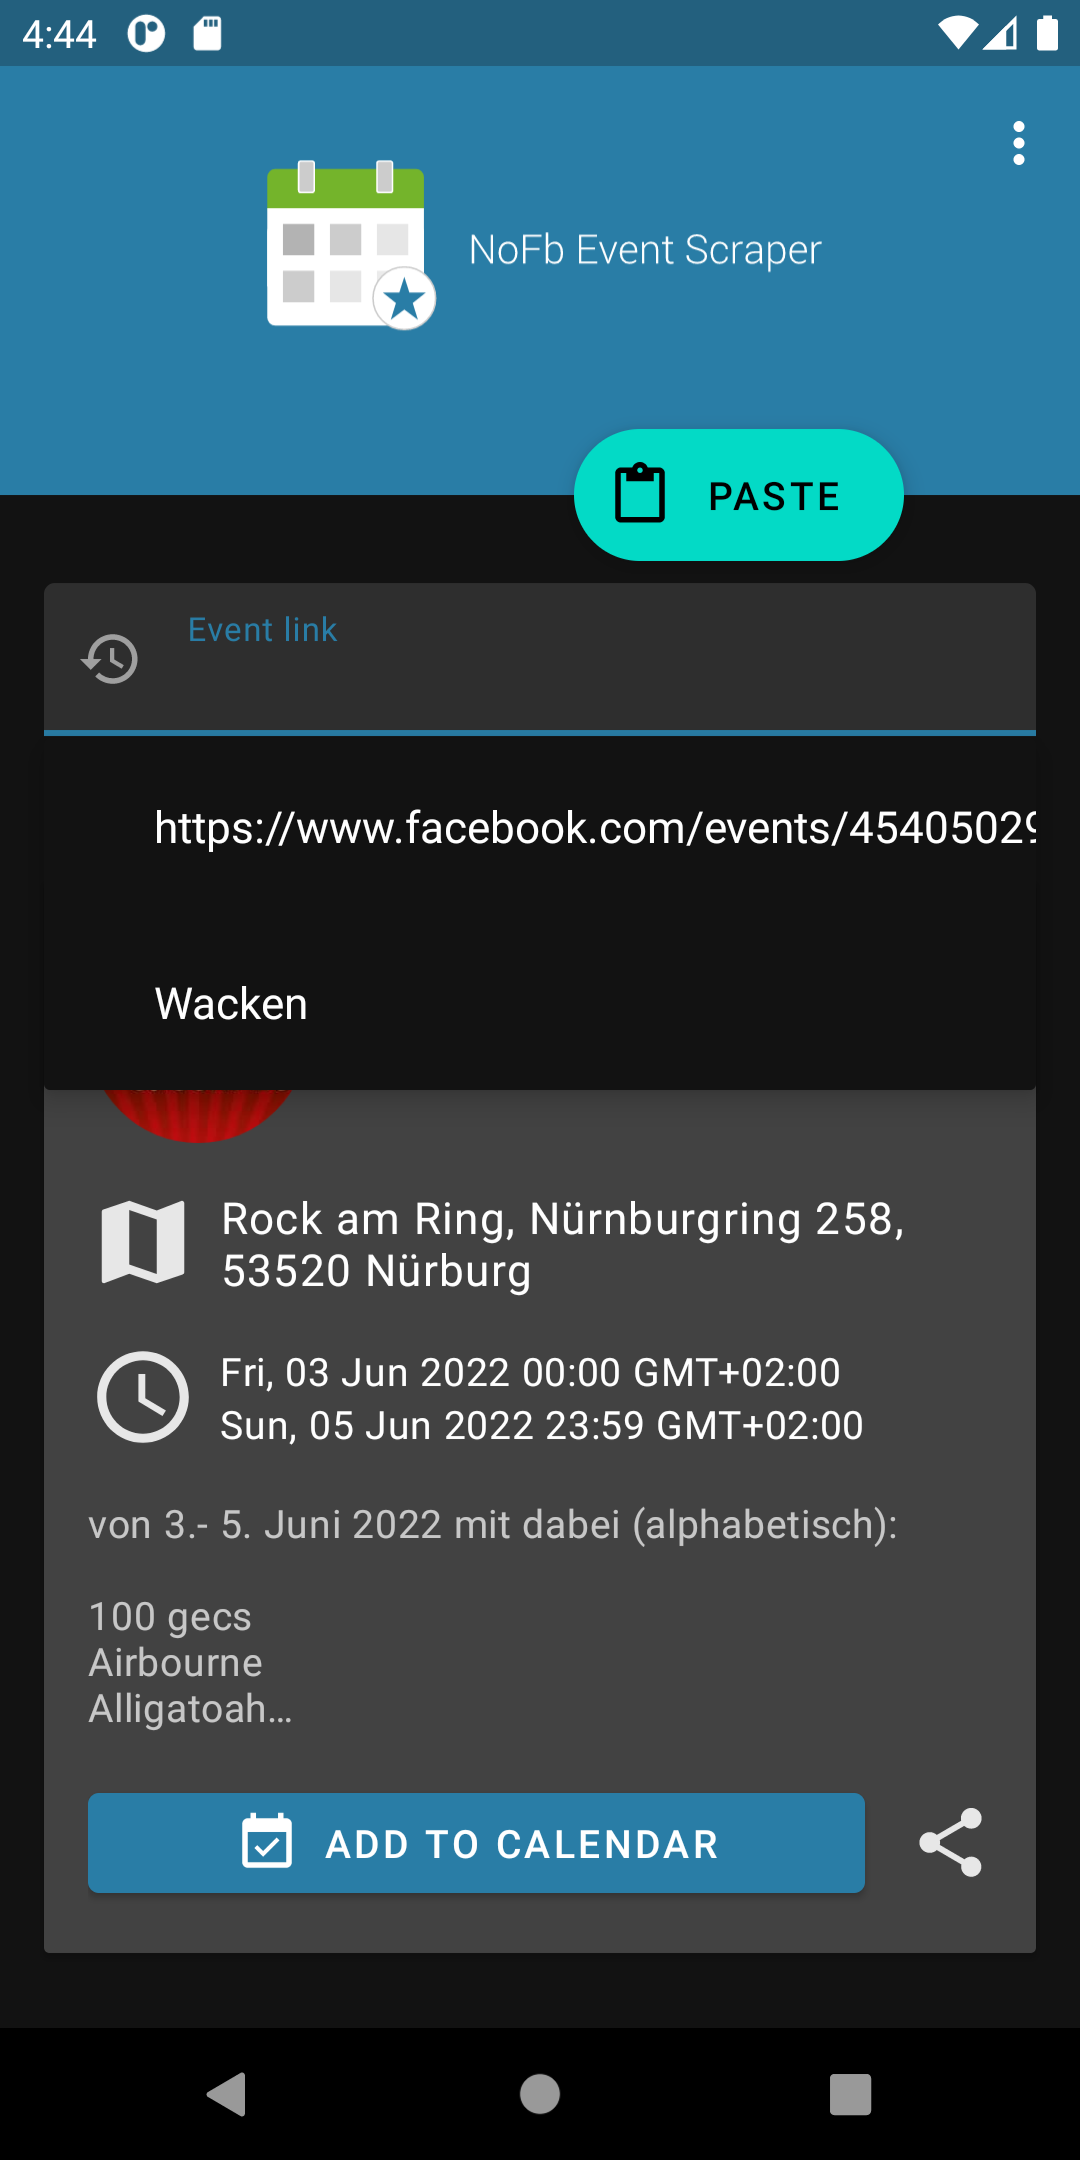 4:44
NoFb Event Scraper
PASTE
Event link
https://www.facebook.com/events/45405029
Wacken
Rock am Ring, Nürnburgring 258,
53520 Nürburg
Fri, 03 Jun 2022 00:00 GMT+02:00
Sun, 05 Jun 2022 23:59 GMT+02:00
von 3.- 5. Juni 2022 mit dabei (alphabetisch):
100 gecs
Airbourne
Alligatoah…
ADD TO CALENDAR